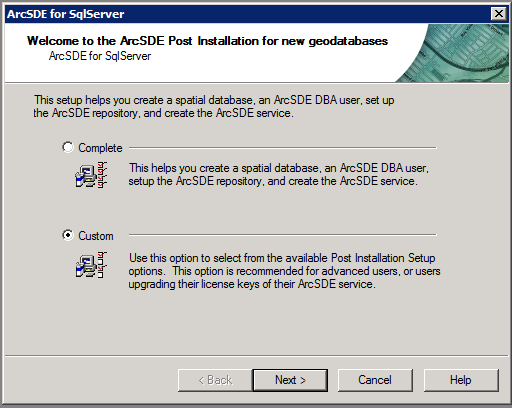 ArcSDE for SqlServer
Welcome to the ArcSDE Post Installation for new geodatabases
ArcSDE for SqlServer
This setup helps you create a spatial database, an ArcSDE DBA user, set up
the ArcSDE repository, and create the ArcSDE service.
Complete
This helps you create a spatial database, an ArcSDE DBA user,
setup the ArcSDE repository, and create the ArcSDE service.
Custom
Use this option to select from the available Post Installation Setup
options. This option is recommended for advanced users, or users
upgrading their license keys of their ArcSDE service.
< Back Next > Cancel Help